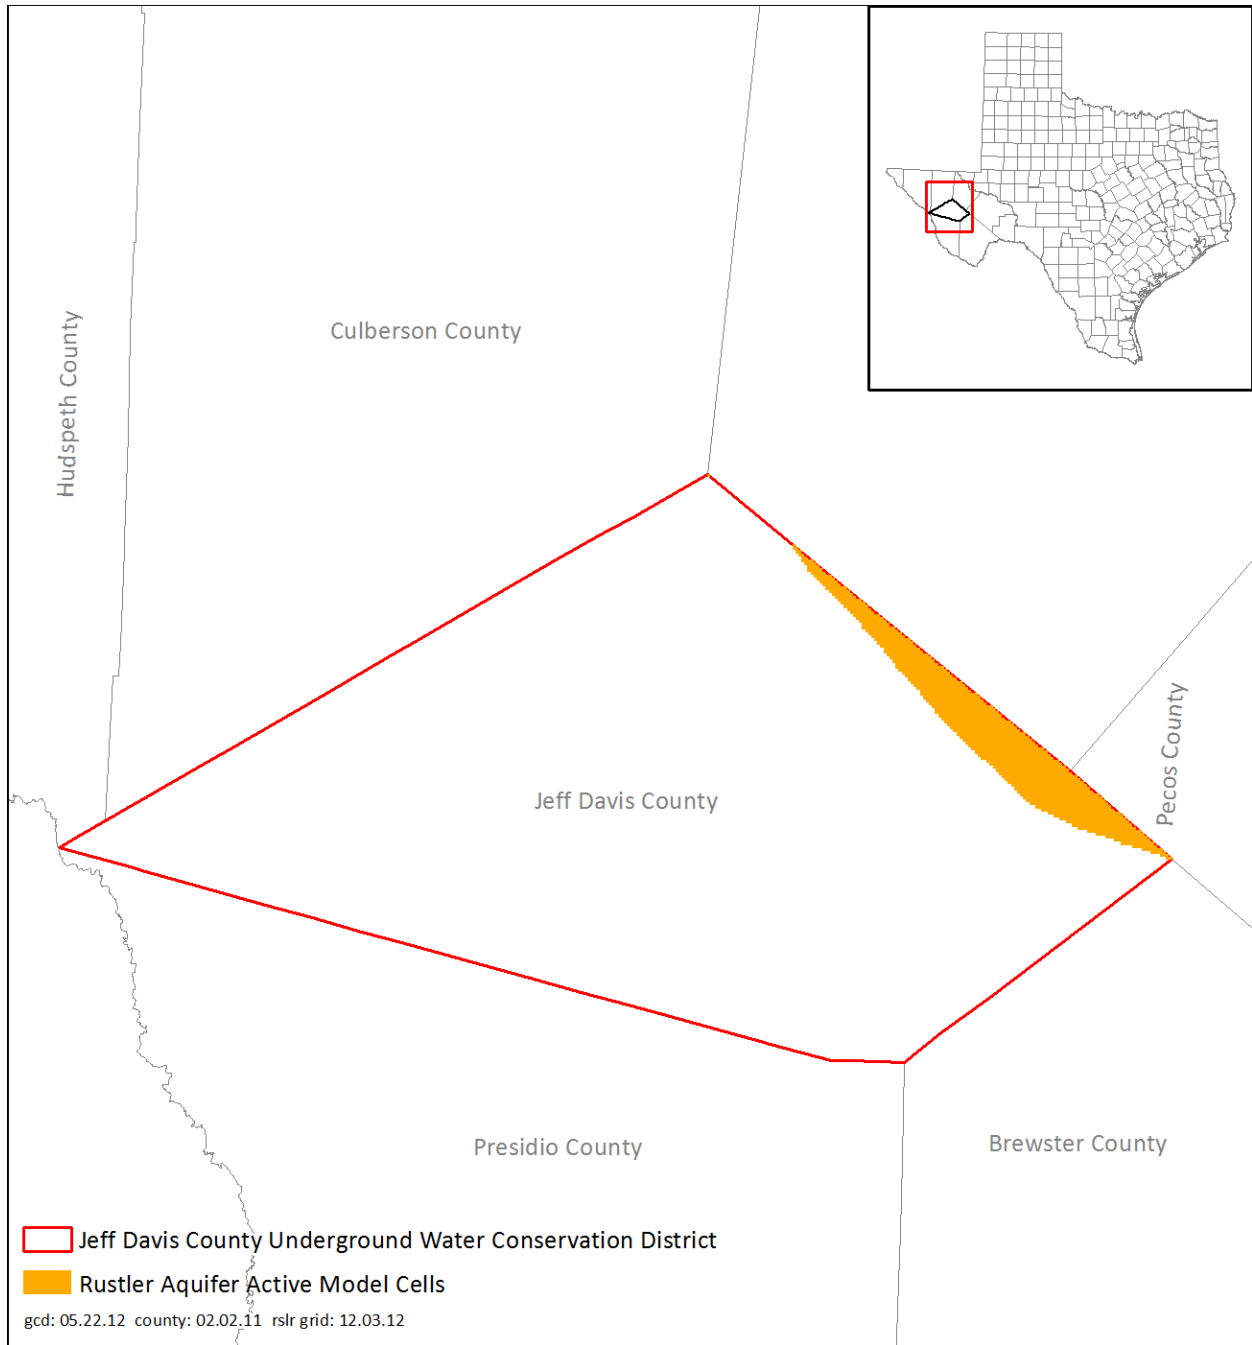 Culberson County
Hudspeth County
Jeff Davis County
Pecos County
Presidio County
Brewster County
Jeff Davis County Underground Water Conservation District
Rustler Aquifer Active Model Cells
gcd: 05.22.12 county: 02.02.11 rslr grid: 12.03.12